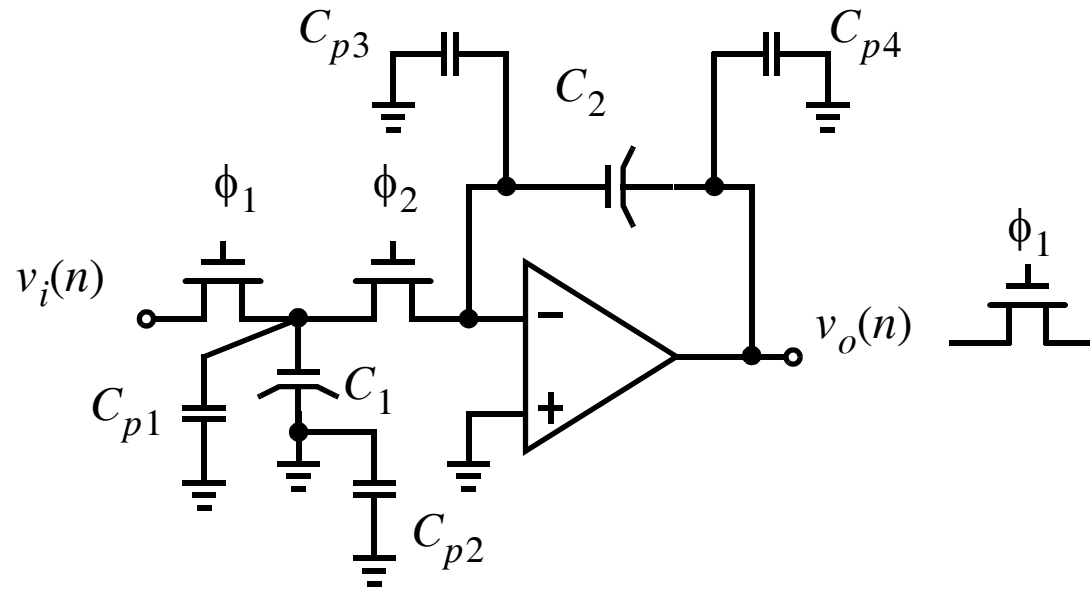 C_{p3}
C_{p4}
C_2
ϕ_1
ϕ_2
ϕ_1
v_i(n)
v_o(n)
−
+
C_{p1}
C_1
C_{p2}